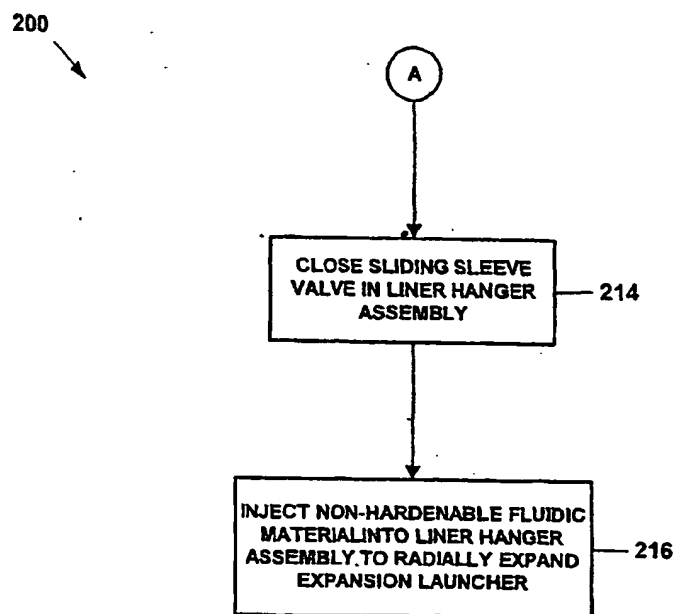 200
A
CLOSE SLIDING SLEEVE
VALVE IN LINER HANGER
ASSEMBLY
214
INJECT NON-HARDENABLE FLUIDIC
MATERIALINTO LINER HANGER
ASSEMBLY TO RADIALLY EXPAND
EXPANSION LAUNCHER
216